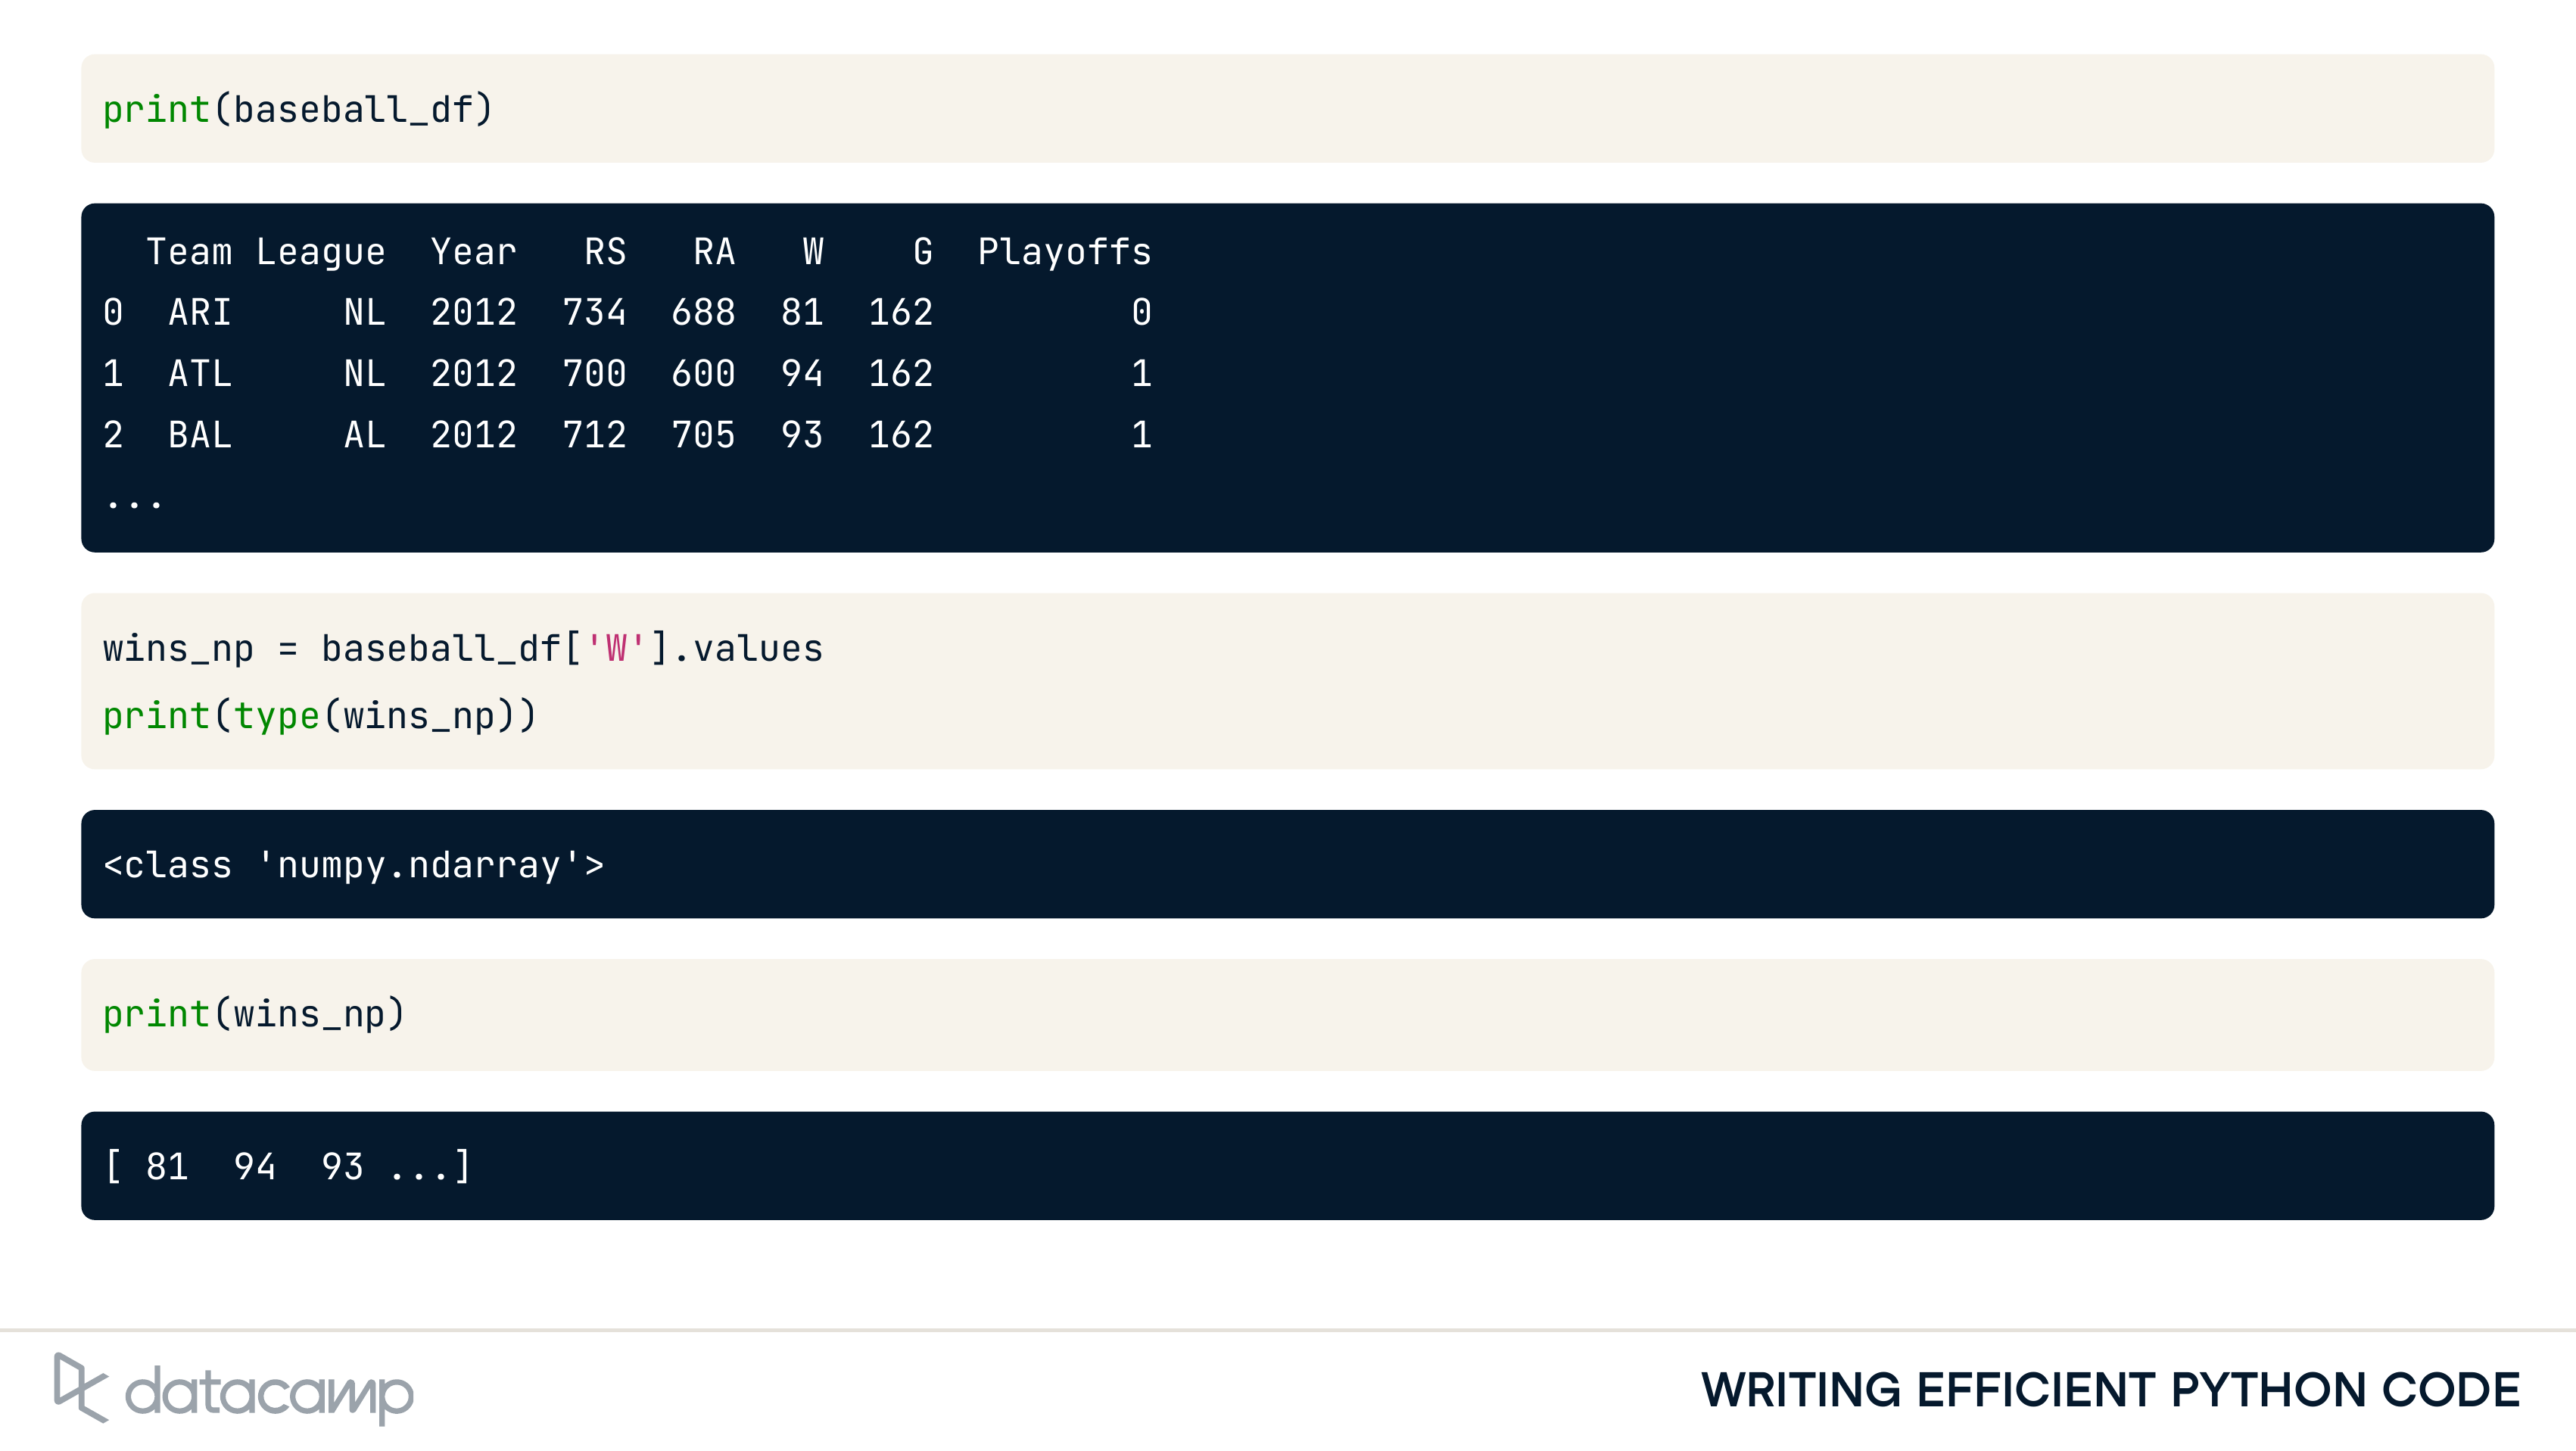 print(baseball_df)
  Team League  Year   RS   RA   W    G  Playoffs
0  ARI     NL  2012  734  688  81  162         0
1  ATL     NL  2012  700  600  94  162         1
2  BAL     AL  2012  712  705  93  162         1
...
wins_np = baseball_df['W'].values
print(type(wins_np))
<class 'numpy.ndarray'>
print(wins_np)
[ 81  94  93 ...]
datacamp
WRITING EFFICIENT PYTHON CODE